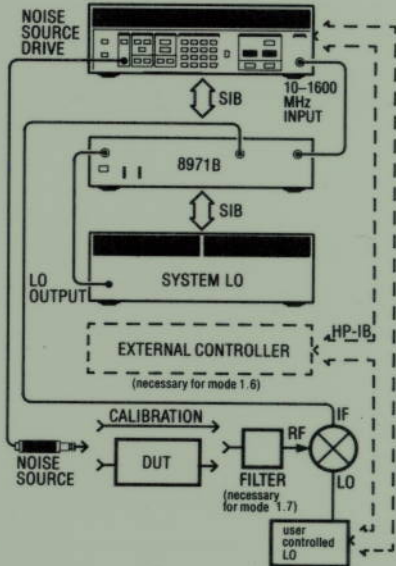 NOISE
SOURCE
DRIVE
10–1600
MHz
INPUT
SIB
8971B
SIB
LO
OUTPUT
SYSTEM LO
HP-IB
EXTERNAL CONTROLLER
(necessary for mode 1.6)
CALIBRATION
IF
RF
NOISE
SOURCE
DUT
FILTER
(necessary
for mode 1.7)
LO
user
controlled
LO